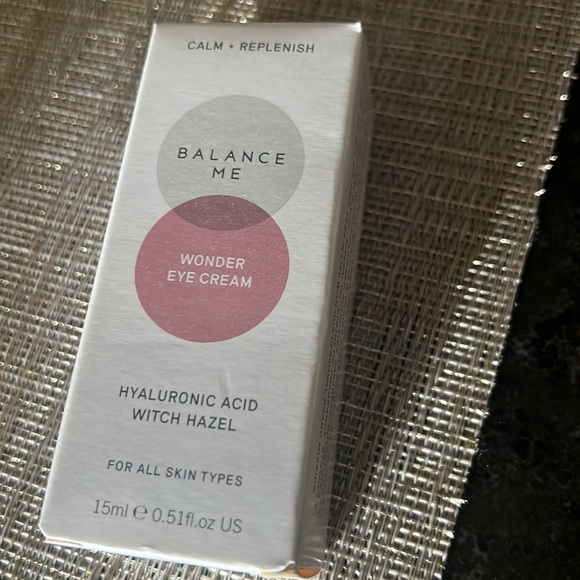 CALM + REPLENISH
BALANCE
ME
WONDER
EYE CREAM
HYALURONIC ACID
WITCH HAZEL
FOR ALL SKIN TYPES
15ml ℮ 0.51fl.oz US